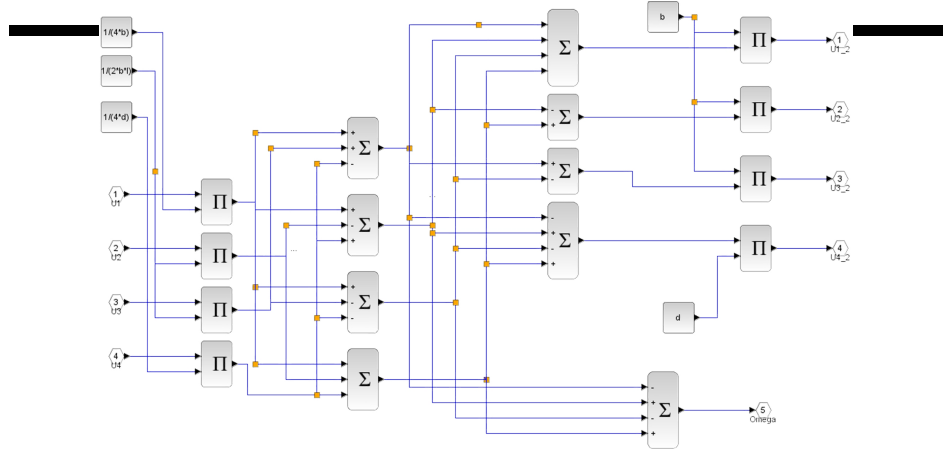 1/(4*b)
1/(2*b*l)
1/(4*d)
1
U1
2
U2
3
U3
4
U4
Π
Π
Π
Π
...
+
+
-
Σ
+
-
+
Σ
+
-
-
Σ
Σ
...
Σ
-
+
Σ
+
-
Σ
-
+
-
+
Σ
b
d
Π
Π
Π
Π
1
U1_2
2
U2_2
3
U3_2
4
U4_2
-
+
-
+
Σ
5
Omega